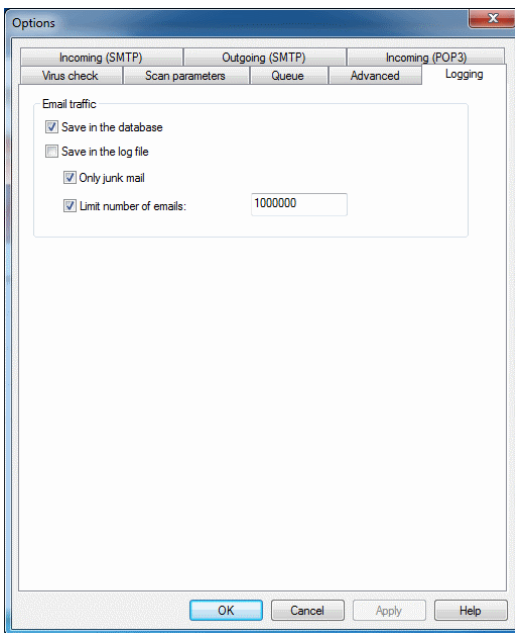 Options
Incoming (SMTP) Outgoing (SMTP) Incoming (POP3)
Virus check Scan parameters Queue Advanced Logging
Email traffic
Save in the database
Save in the log file
Only junk mail
Limit number of emails: 1000000
OK Cancel Apply Help